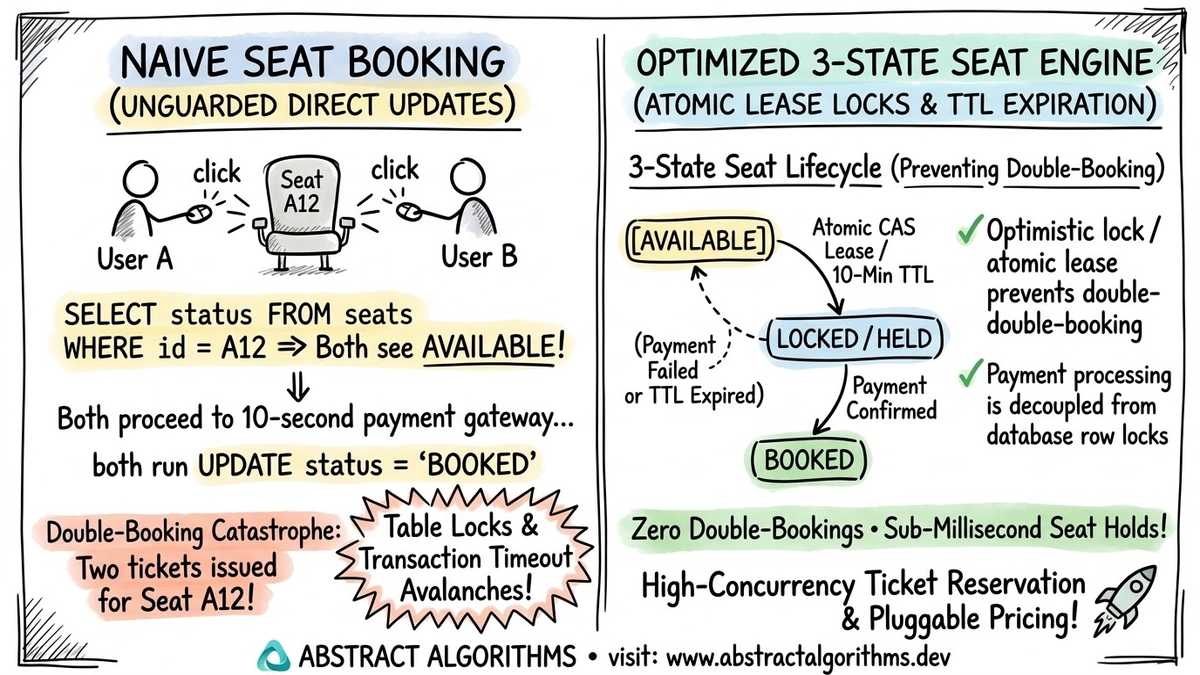 NAIVE SEAT BOOKING
(UNGUARDED DIRECT UPDATES)
click
Seat
A12
click
User A
User B
SELECT status FROM seats
WHERE id = A12 ⇒ Both see AVAILABLE!
⇓
Both proceed to 10-second payment gateway...
both run UPDATE status = ‘BOOKED’
Double-Booking Catastrophe:
Two tickets issued
for Seat A12!
Table Locks &
Transaction Timeout
Avalanches!
OPTIMIZED 3-STATE SEAT ENGINE
(ATOMIC LEASE LOCKS & TTL EXPIRATION)
3-State Seat Lifecycle (Preventing Double-Booking)
[AVAILABLE]
Atomic CAS
Lease /
10-Min TTL
LOCKED / HELD
(Payment
Failed
or TTL Expired)
Payment
Confirmed
BOOKED
✓ Optimistic lock /
atomic lease
prevents double-
double-booking
✓ Payment processing
is decoupled from
database row locks
Zero Double-Bookings • Sub-Millisecond Seat Holds!
High-Concurrency Ticket Reservation
& Pluggable Pricing!
ABSTRACT ALGORITHMS • visit: www.abstractalgorithms.dev